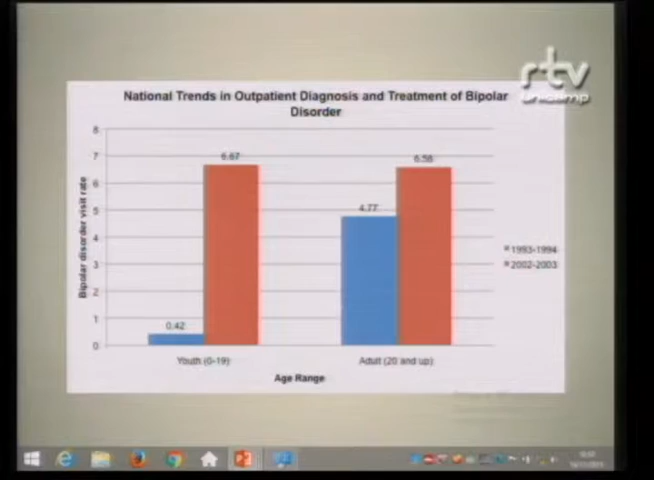 rtv
unicamp
National Trends in Outpatient Diagnosis and Treatment of Bipolar
Disorder
8
7
6
5
4
3
2
1
0
Bipolar disorder visit rate
0.42
6.67
4.77
6.58
1993-1994
2002-2003
Youth (0-19)
Adult (20 and up)
Age Range